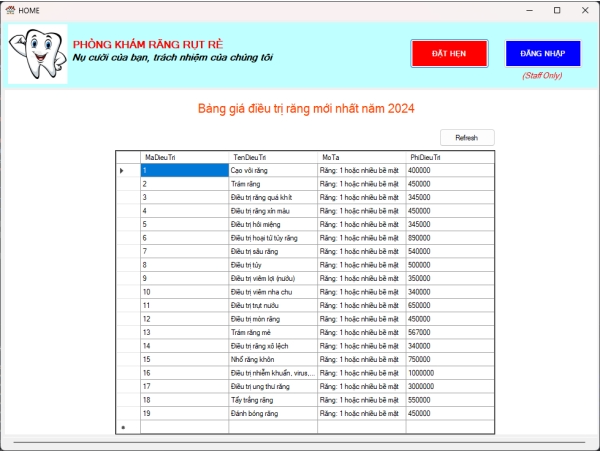 HOME
PHÒNG KHÁM RĂNG RỤT RÈ
Nụ cười của bạn, trách nhiệm của chúng tôi
ĐẶT HẸN
ĐĂNG NHẬP
(Staff Only)
Bảng giá điều trị răng mới nhất năm 2024
Refresh
MaDieuTri TenDieuTri MoTa PhiDieuTri
1 Cạo vôi răng Răng: 1 hoặc nhiều bề mặt 400000
2 Trám răng Răng: 1 hoặc nhiều bề mặt 450000
3 Điều trị răng quá khít Răng: 1 hoặc nhiều bề mặt 345000
4 Điều trị răng xỉn màu Răng: 1 hoặc nhiều bề mặt 450000
5 Điều trị hôi miệng Răng: 1 hoặc nhiều bề mặt 345000
6 Điều trị hoại tử tủy răng Răng: 1 hoặc nhiều bề mặt 890000
7 Điều trị sâu răng Răng: 1 hoặc nhiều bề mặt 540000
8 Điều trị tủy Răng: 1 hoặc nhiều bề mặt 500000
9 Điều trị viêm lợi (nướu) Răng: 1 hoặc nhiều bề mặt 350000
10 Điều trị viêm nha chu Răng: 1 hoặc nhiều bề mặt 340000
11 Điều trị trụt nướu Răng: 1 hoặc nhiều bề mặt 650000
12 Điều trị mòn răng Răng: 1 hoặc nhiều bề mặt 450000
13 Trám răng mẻ Răng: 1 hoặc nhiều bề mặt 567000
14 Điều trị răng xô lệch Răng: 1 hoặc nhiều bề mặt 340000
15 Nhổ răng khôn Răng: 1 hoặc nhiều bề mặt 750000
16 Điều trị nhiễm khuẩn, virus,... Răng: 1 hoặc nhiều bề mặt 1000000
17 Điều trị ung thư răng Răng: 1 hoặc nhiều bề mặt 3000000
18 Tẩy trắng răng Răng: 1 hoặc nhiều bề mặt 550000
19 Đánh bóng răng Răng: 1 hoặc nhiều bề mặt 450000